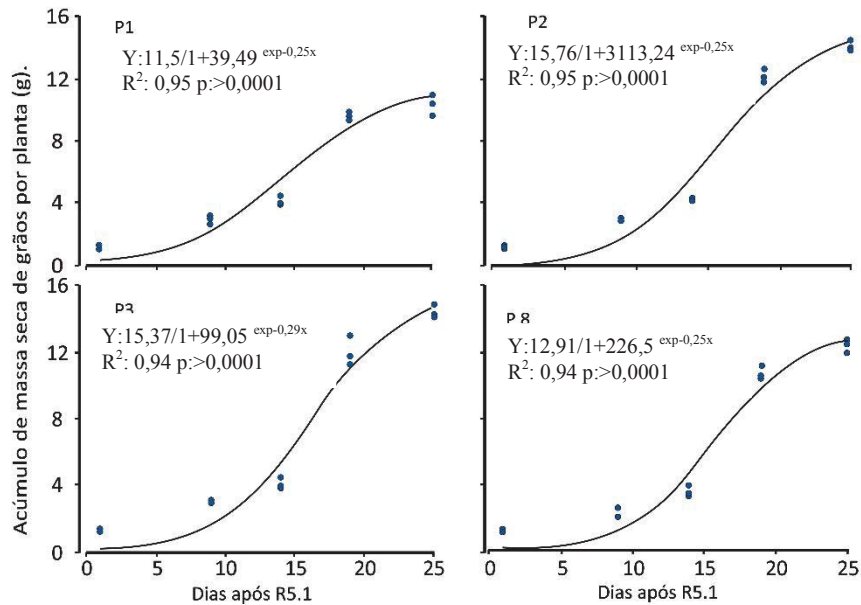 Acúmulo de massa seca de grãos por planta (g).
P1
Y:11,5/1+39,49 exp-0,25x
R²: 0,95 p:>0,0001
16
12
8
4
0
P2
Y:15,76/1+3113,24 exp-0,25x
R²: 0,95 p:>0,0001
P3
Y:15,37/1+99,05 exp-0,29x
R²: 0,94 p:>0,0001
16
12
8
4
0
0 5 10 15 20 25
Dias após R5.1
P 8
Y:12,91/1+226,5 exp-0,25x
R²: 0,94 p:>0,0001
0 5 10 15 20 25
Dias após R5.1